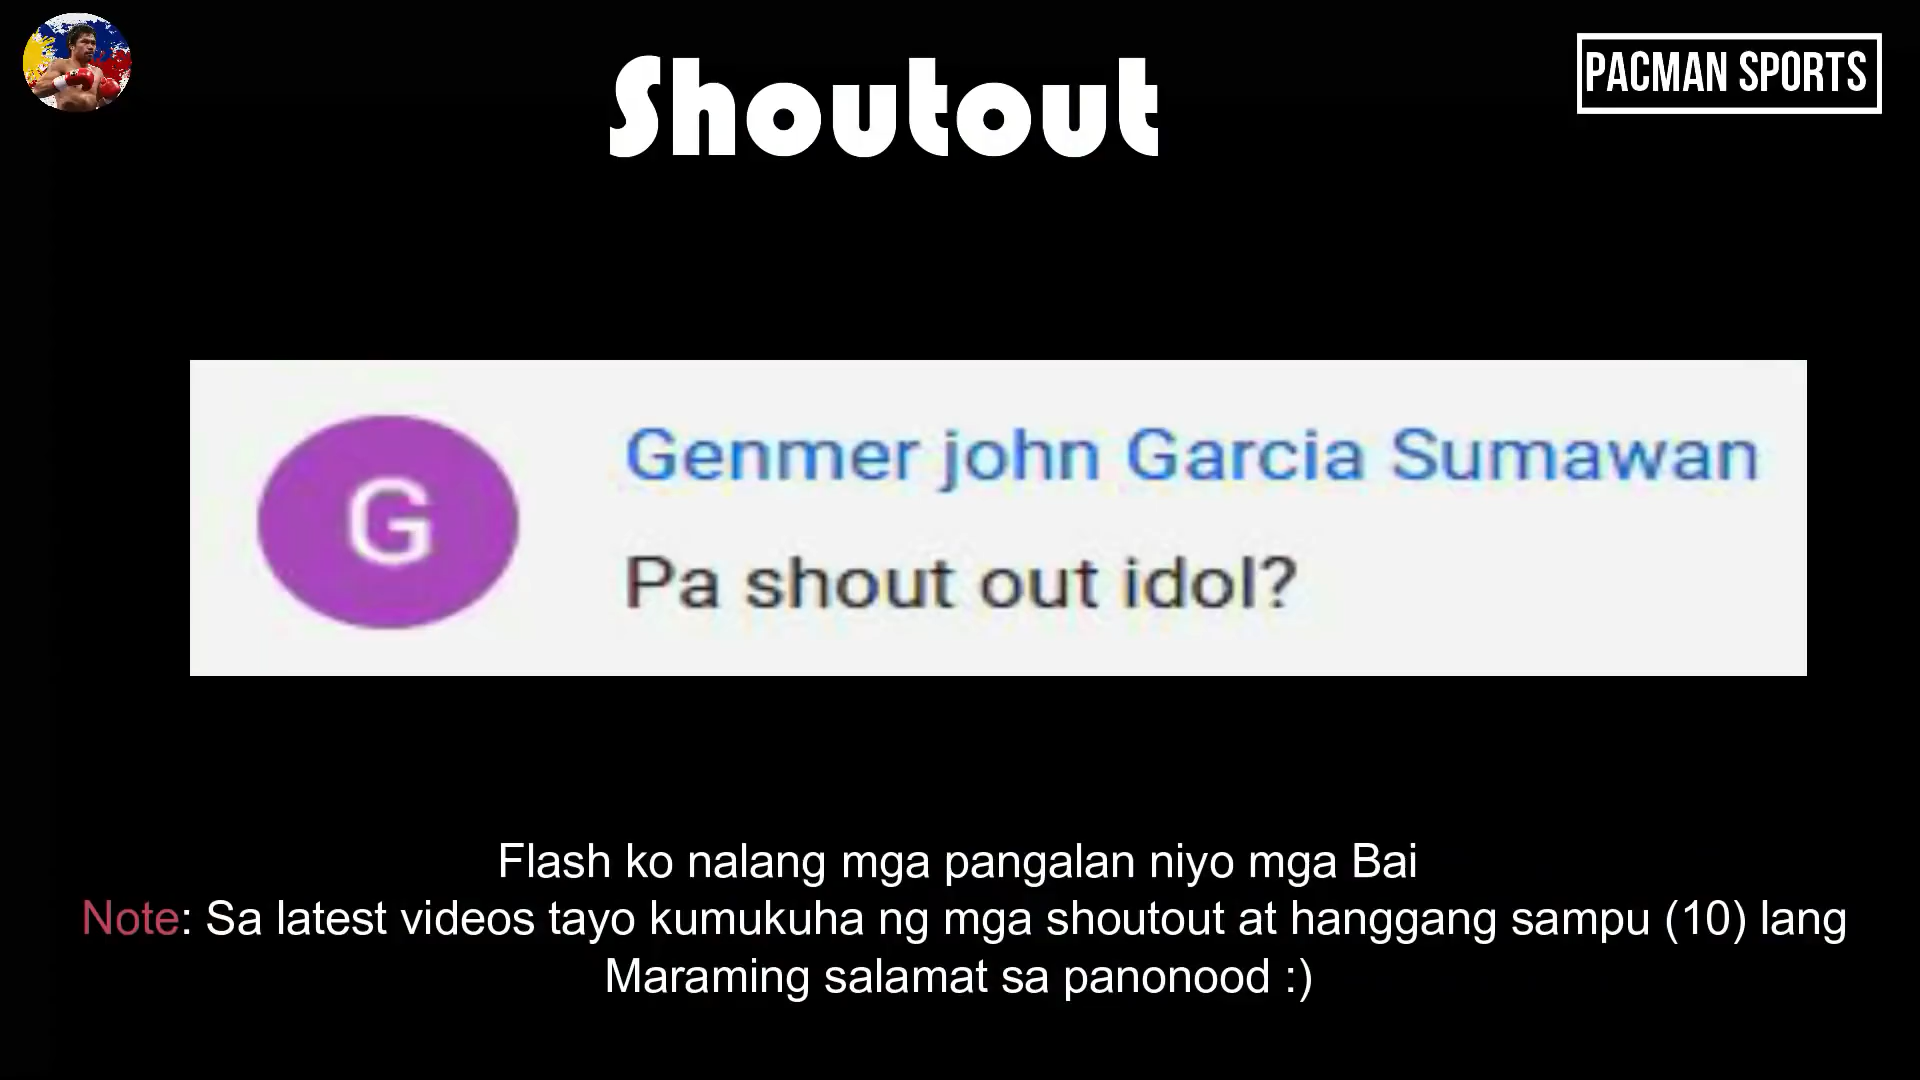 Shoutout
PACMAN SPORTS
G
Genmer john Garcia Sumawan
Pa shout out idol?
Flash ko nalang mga pangalan niyo mga Bai
Note: Sa latest videos tayo kumukuha ng mga shoutout at hanggang sampu (10) lang
Maraming salamat sa panonood :)